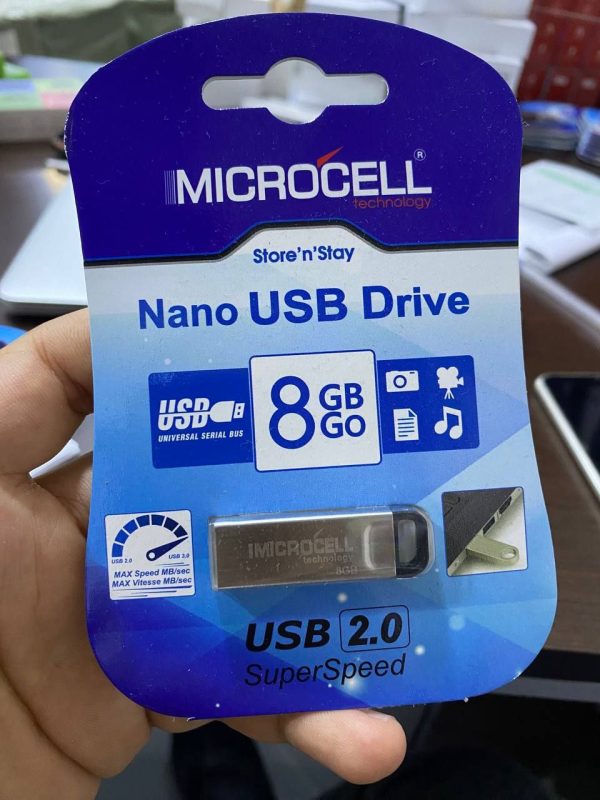 MICROCELL®
technology
Store'n'Stay
Nano USB Drive
USB
UNIVERSAL SERIAL BUS
8 GB
GO
USB 2.0 USB 3.0
MAX Speed MB/sec
MAX Vitesse MB/sec
MICROCELL
technology
8GB
USB 2.0
SuperSpeed